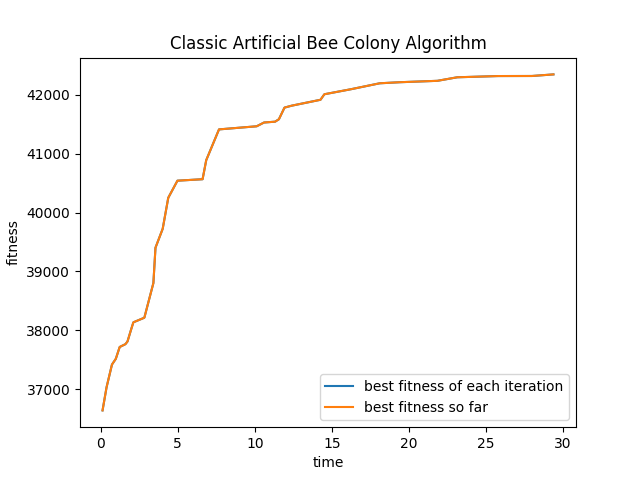 Classic Artificial Bee Colony Algorithm
fitness
42000
41000
40000
39000
38000
37000
best fitness of each iteration
best fitness so far
0 5 10 15 20 25 30
time